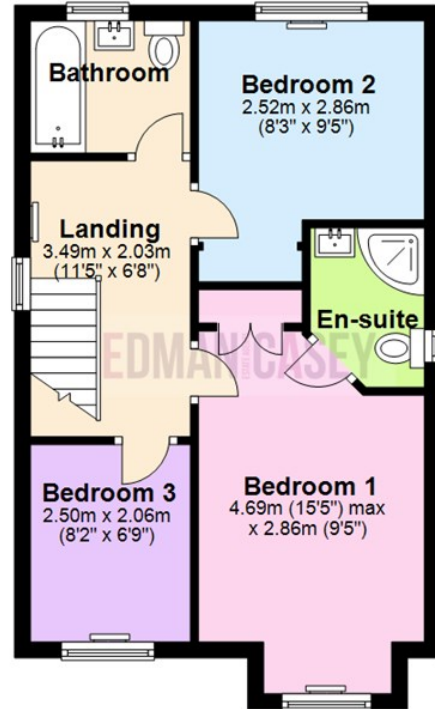 Bathroom
Bedroom 2
2.52m x 2.86m
(8'3" x 9'5")
Landing
3.49m x 2.03m
(11'5" x 6'8")
En-suite
EDMAN CASEY
Bedroom 3
2.50m x 2.06m
(8'2" x 6'9")
Bedroom 1
4.69m (15'5") max
x 2.86m (9'5")